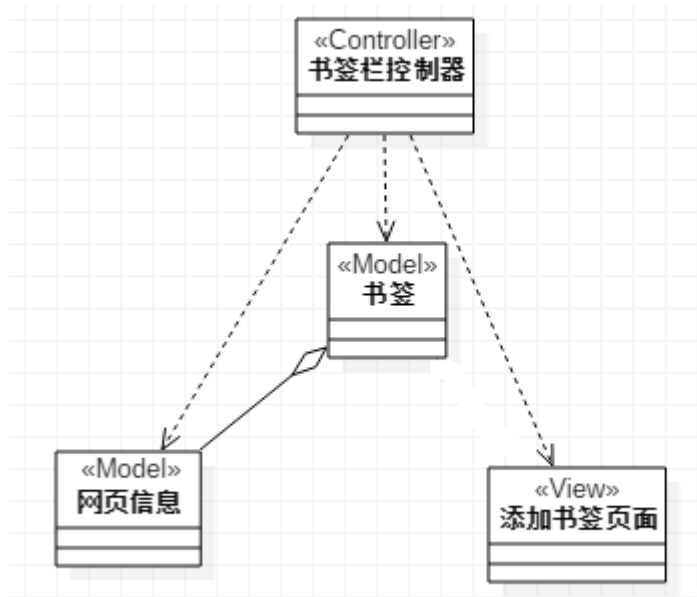 «Controller»
书签栏控制器
«Model»
书签
«Model»
网页信息
«View»
添加书签页面